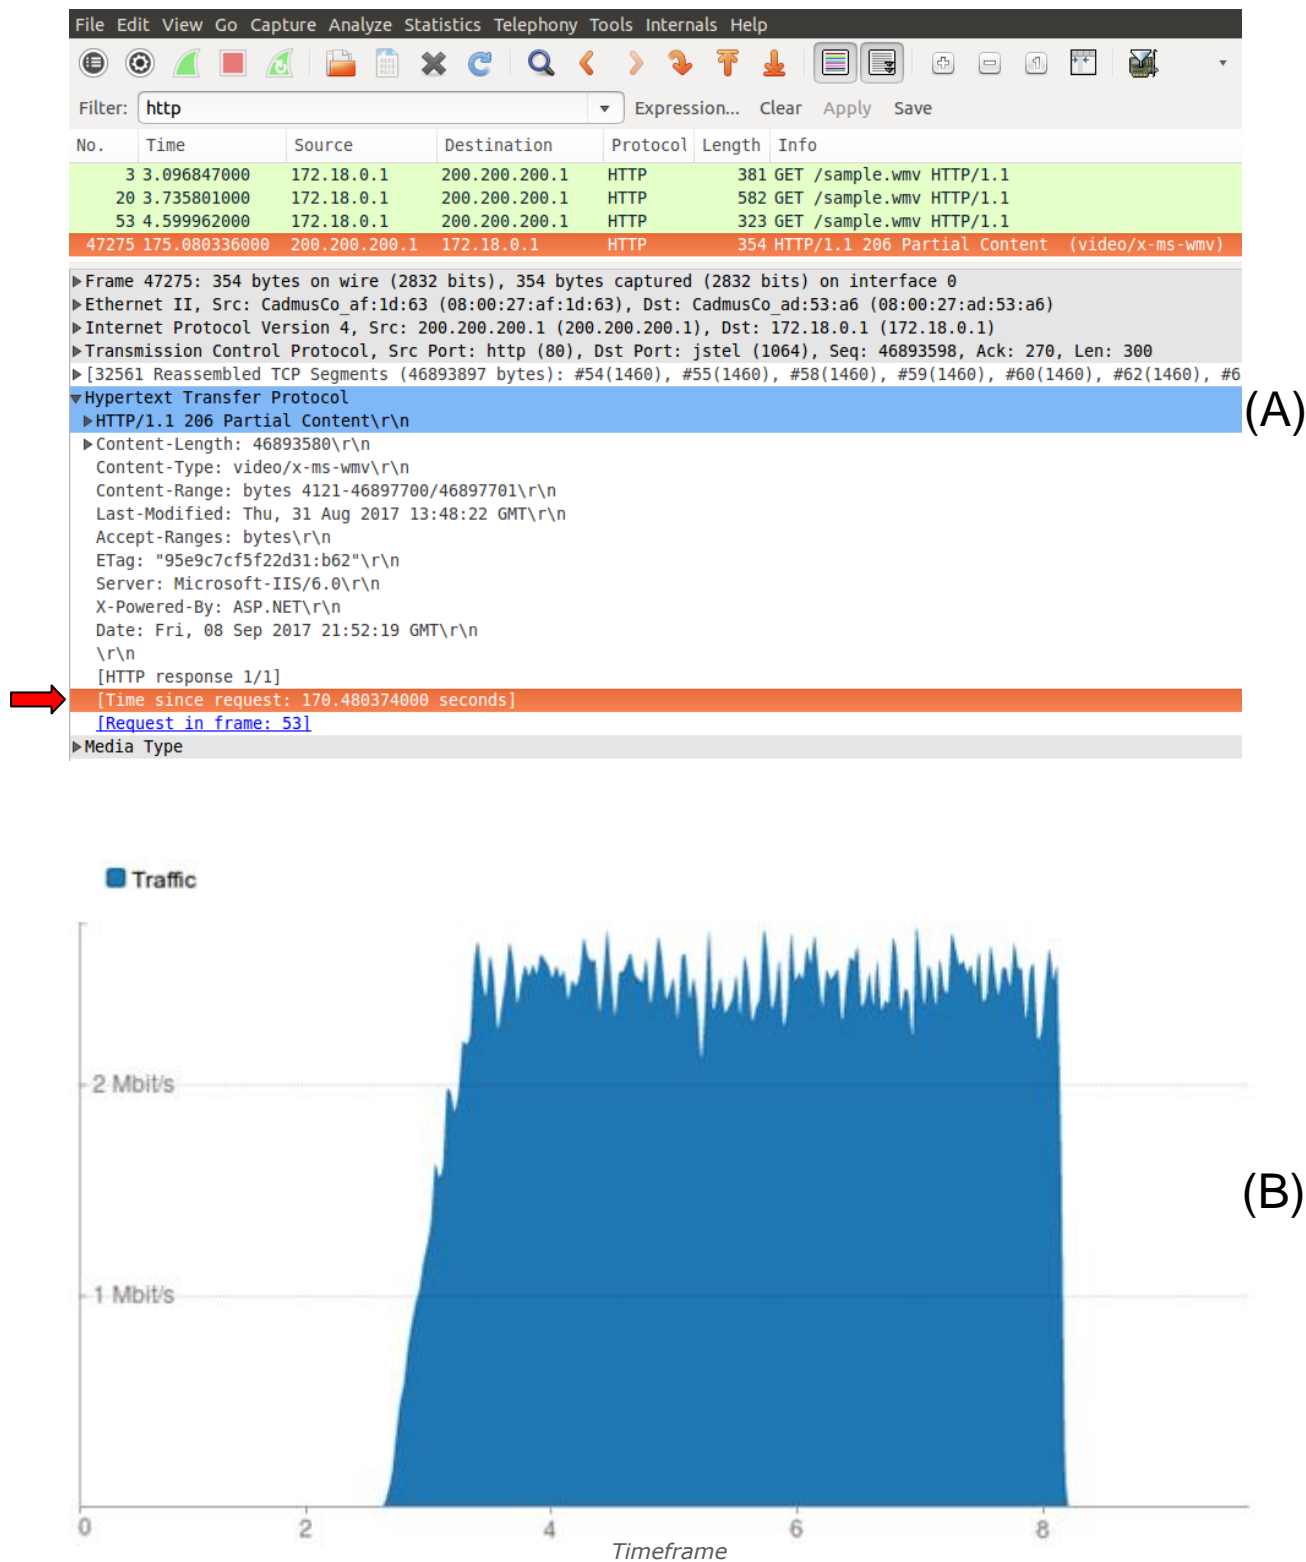 File Edit View Go Capture Analyze Statistics Telephony Tools Internals Help
Filter: http Expression... Clear Apply Save
No. Time Source Destination Protocol Length Info
3 3.096847000 172.18.0.1 200.200.200.1 HTTP 381 GET /sample.wmv HTTP/1.1
20 3.735801000 172.18.0.1 200.200.200.1 HTTP 582 GET /sample.wmv HTTP/1.1
53 4.599962000 172.18.0.1 200.200.200.1 HTTP 323 GET /sample.wmv HTTP/1.1
47275 175.080336000 200.200.200.1 172.18.0.1 HTTP 354 HTTP/1.1 206 Partial Content (video/x-ms-wmv)
Frame 47275: 354 bytes on wire (2832 bits), 354 bytes captured (2832 bits) on interface 0
Ethernet II, Src: CadmusCo_af:1d:63 (08:00:27:af:1d:63), Dst: CadmusCo_ad:53:a6 (08:00:27:ad:53:a6)
Internet Protocol Version 4, Src: 200.200.200.1 (200.200.200.1), Dst: 172.18.0.1 (172.18.0.1)
Transmission Control Protocol, Src Port: http (80), Dst Port: jstel (1064), Seq: 46893598, Ack: 270, Len: 300
[32561 Reassembled TCP Segments (46893897 bytes): #54(1460), #55(1460), #58(1460), #59(1460), #60(1460), #62(1460), #6
Hypertext Transfer Protocol
(A)
HTTP/1.1 206 Partial Content\r\n
Content-Length: 46893580\r\n
Content-Type: video/x-ms-wmv\r\n
Content-Range: bytes 4121-46897700/46897701\r\n
Last-Modified: Thu, 31 Aug 2017 13:48:22 GMT\r\n
Accept-Ranges: bytes\r\n
ETag: "95e9c7cf5f22d31:b62"\r\n
Server: Microsoft-IIS/6.0\r\n
X-Powered-By: ASP.NET\r\n
Date: Fri, 08 Sep 2017 21:52:19 GMT\r\n
\r\n
[HTTP response 1/1]
[Time since request: 170.480374000 seconds]
[Request in frame: 53]
Media Type
Traffic
2 Mbit/s
(B)
1 Mbit/s
0 2 4 6 8
Timeframe